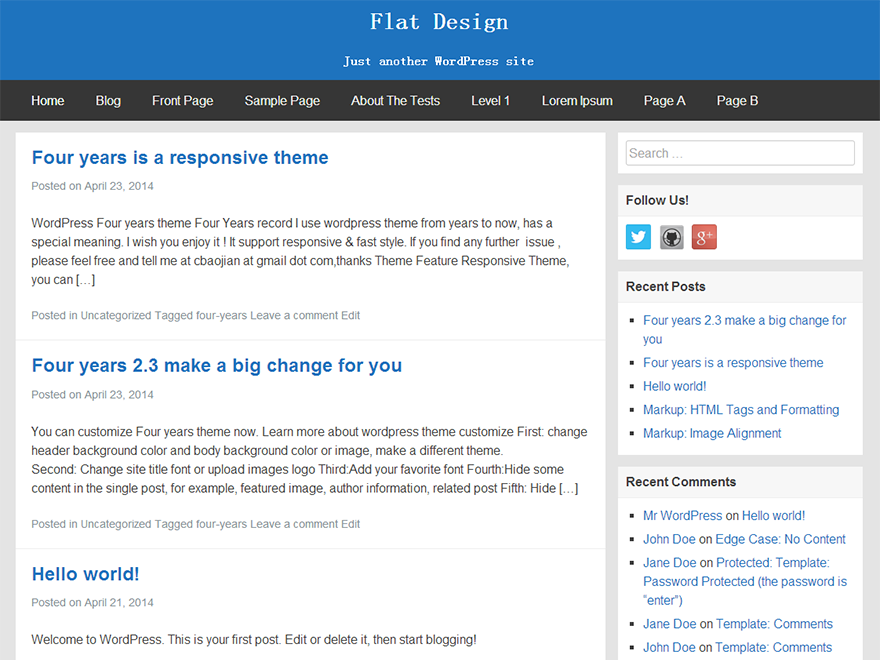 Flat Design
Just another WordPress site
Home Blog Front Page Sample Page About The Tests Level 1 Lorem Ipsum Page A Page B
Four years is a responsive theme
Posted on April 23, 2014
WordPress Four years theme Four Years record I use wordpress theme from years to now, has a
special meaning. I wish you enjoy it ! It support responsive & fast style. If you find any further issue ,
please feel free and tell me at cbaojian at gmail dot com,thanks Theme Feature Responsive Theme,
you can […]
Posted in Uncategorized Tagged four-years Leave a comment Edit
Four years 2.3 make a big change for you
Posted on April 23, 2014
You can customize Four years theme now. Learn more about wordpress theme customize First: change
header background color and body background color or image, make a different theme.
Second: Change site title font or upload images logo Third:Add your favorite font Fourth:Hide some
content in the single post, for example, featured image, author information, related post Fifth: Hide […]
Posted in Uncategorized Tagged four-years Leave a comment Edit
Hello world!
Posted on April 21, 2014
Welcome to WordPress. This is your first post. Edit or delete it, then start blogging!
Search …
Follow Us!
g+
Recent Posts
Four years 2.3 make a big change for
you
Four years is a responsive theme
Hello world!
Markup: HTML Tags and Formatting
Markup: Image Alignment
Recent Comments
Mr WordPress on Hello world!
John Doe on Edge Case: No Content
Jane Doe on Protected: Template:
Password Protected (the password is
“enter”)
Jane Doe on Template: Comments
John Doe on Template: Comments